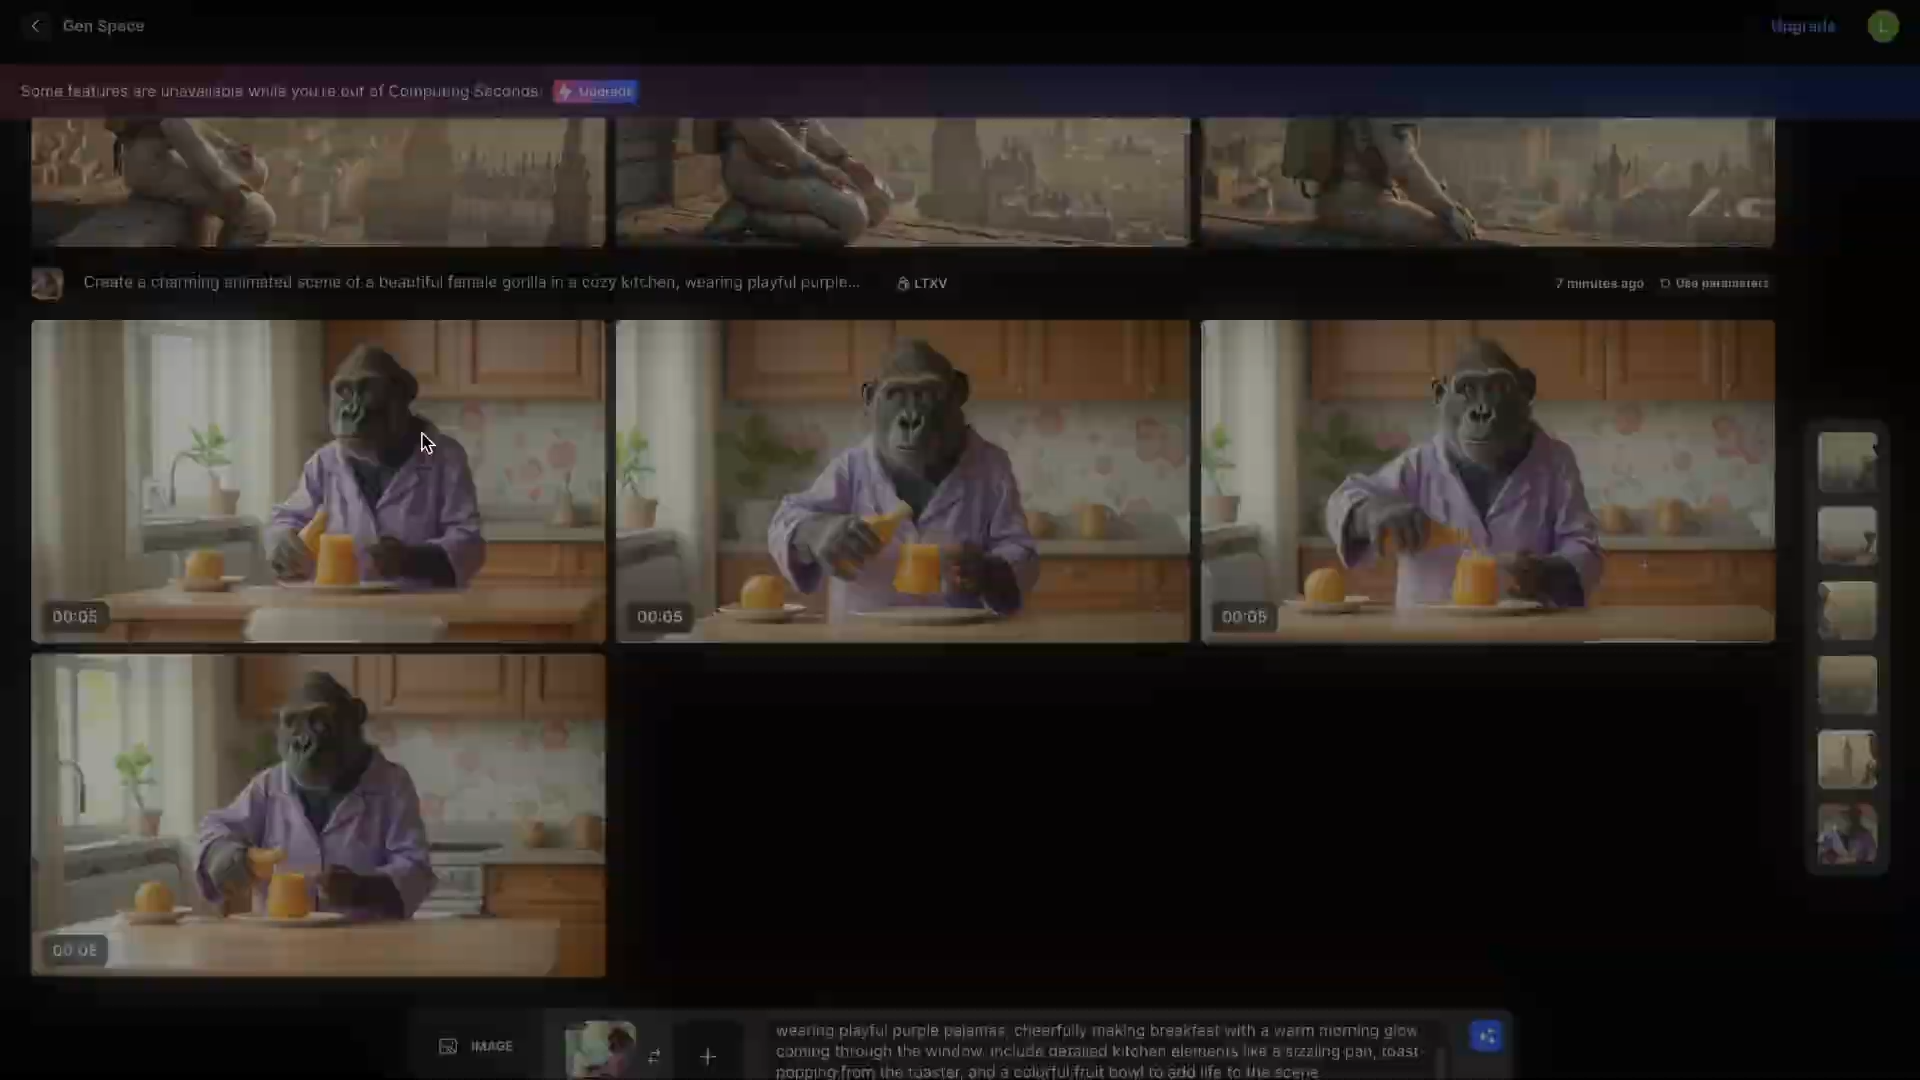 Gen Space
Upgrade
L
Some features are unavailable while you're out of Computing Seconds.
Upgrade
Create a charming animated scene of a beautiful female gorilla in a cozy kitchen, wearing playful purple...
LTXV
7 minutes ago
Use parameters
00:05
00:05
00:05
00:05
IMAGE
wearing playful purple pajamas, cheerfully making breakfast with a warm morning glow
coming through the window. Include detailed kitchen elements like a sizzling pan, toast
popping from the toaster, and a colorful fruit bowl to add life to the scene